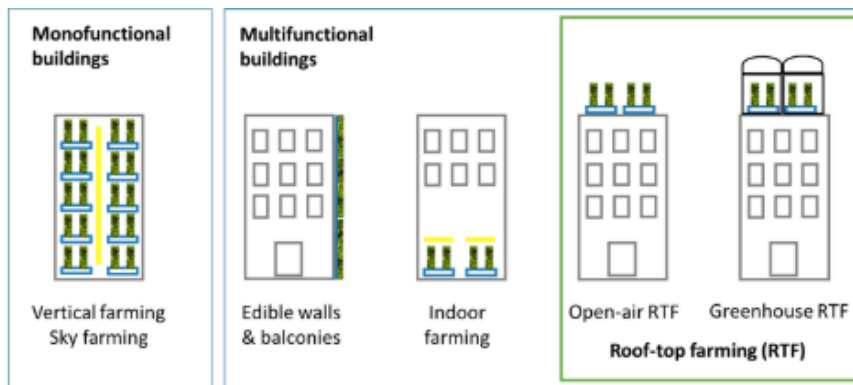 Monofunctional
buildings
Multifunctional
buildings
Vertical farming
Sky farming
Edible walls
& balconies
Indoor
farming
Open-air RTF
Greenhouse RTF
Roof-top farming (RTF)